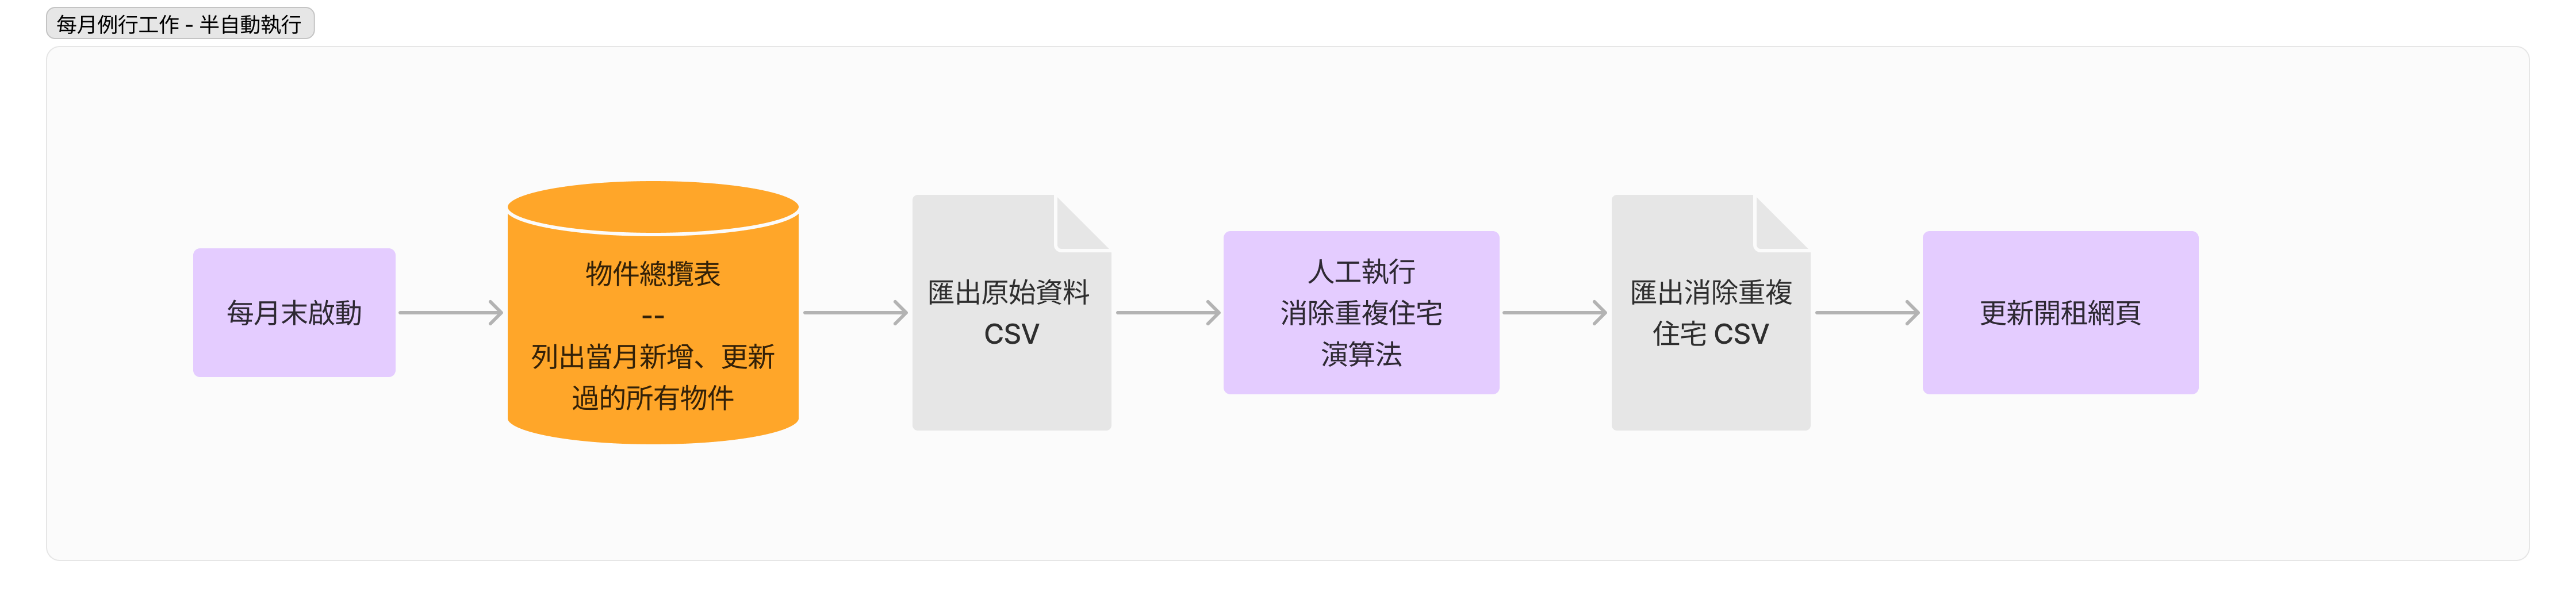 每月例行工作 - 半自動執行
每月末啟動
物件總攬表
--
列出當月新增、更新
過的所有物件
匯出原始資料
CSV
人工執行
消除重複住宅
演算法
匯出消除重複
住宅 CSV
更新開租網頁